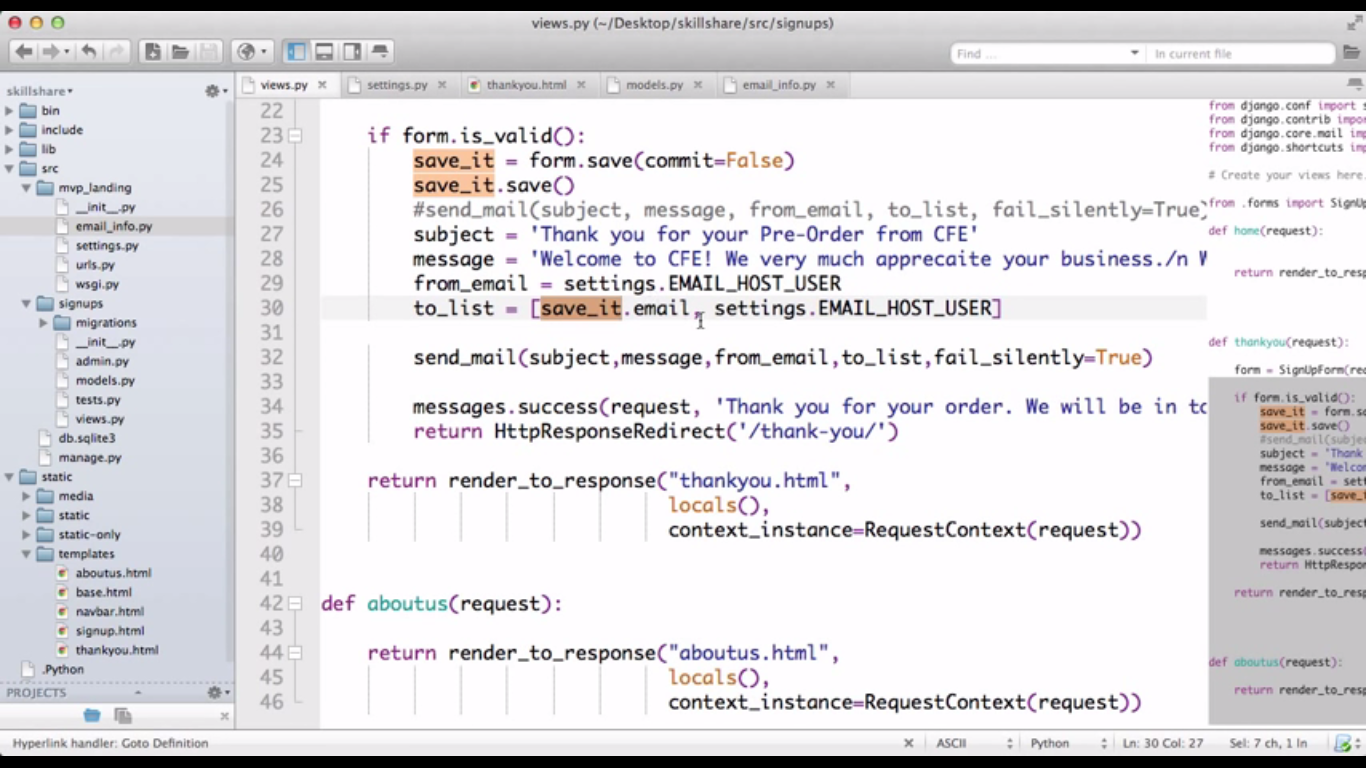 views.py (~/Desktop/skillshare/src/signups)
Find ...
In current file
skillshare
views.py
settings.py
thankyou.html
models.py
email_info.py
bin
include
lib
src
mvp_landing
__init__.py
email_info.py
settings.py
urls.py
wsgi.py
signups
migrations
__init__.py
admin.py
models.py
tests.py
views.py
db.sqlite3
manage.py
static
media
static
static-only
templates
aboutus.html
base.html
navbar.html
signup.html
thankyou.html
.Python
PROJECTS
22
23 if form.is_valid():
24 save_it = form.save(commit=False)
25 save_it.save()
26 #send_mail(subject, message, from_email, to_list, fail_silently=True)
27 subject = 'Thank you for your Pre-Order from CFE'
28 message = 'Welcome to CFE! We very much apprecaite your business./n W
29 from_email = settings.EMAIL_HOST_USER
30 to_list = [save_it.email, settings.EMAIL_HOST_USER]
31
32 send_mail(subject,message,from_email,to_list,fail_silently=True)
33
34 messages.success(request, 'Thank you for your order. We will be in to
35 return HttpResponseRedirect('/thank-you/')
36
37 return render_to_response("thankyou.html",
38 locals(),
39 context_instance=RequestContext(request))
40
41
42 def aboutus(request):
43
44 return render_to_response("aboutus.html",
45 locals(),
46 context_instance=RequestContext(request))
from django.conf import s
from django.contrib impor
from django.core.mail imp
from django.shortcuts imp
# Create your views here.
from .forms import SignUp
def home(request):
return render_to_resp
def thankyou(request):
form = SignUpForm(req
if form.is_valid():
save_it = form.sa
save_it.save()
#send_mail(subjec
subject = 'Thank
message = 'Welcom
from_email = sett
to_list = [save_i
send_mail(subject
messages.success(
return HttpRespon
return render_to_resp
def aboutus(request):
return render_to_resp
Hyperlink handler: Goto Definition
ASCII
Python
Ln: 30 Col: 27
Sel: 7 ch, 1 ln